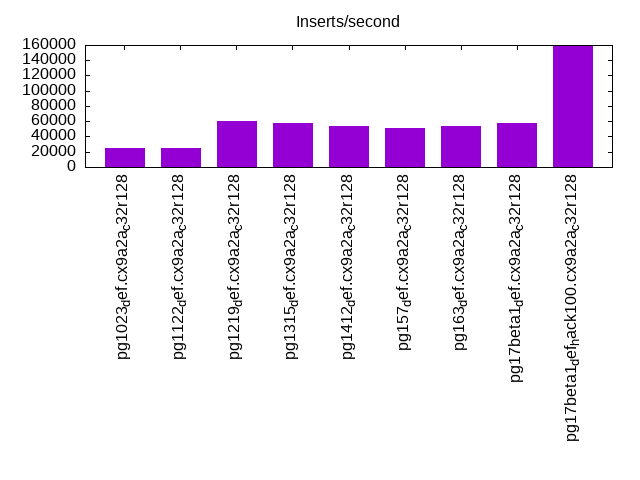 Inserts/second
160000
140000
120000
100000
80000
60000
40000
20000
0
pg1023def.cx9a2ac32r128
pg1122def.cx9a2ac32r128
pg1219def.cx9a2ac32r128
pg1315def.cx9a2ac32r128
pg1412def.cx9a2ac32r128
pg157def.cx9a2ac32r128
pg163def.cx9a2ac32r128
pg17beta1def.cx9a2ac32r128
pg17beta1defhack100.cx9a2ac32r128